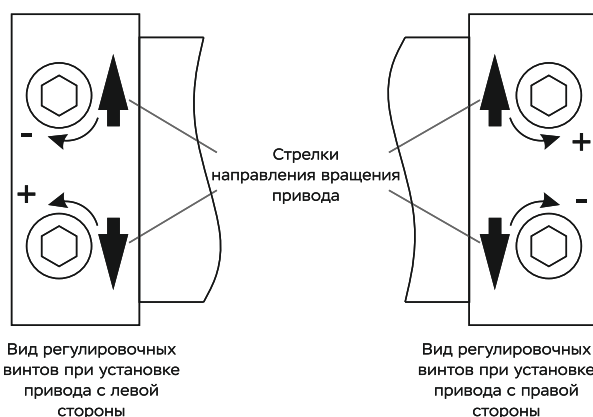 -
+
+
-
Стрелки
направления вращения
привода
Вид регулировочных
винтов при установке
привода с левой
стороны
Вид регулировочных
винтов при установке
привода с правой
стороны